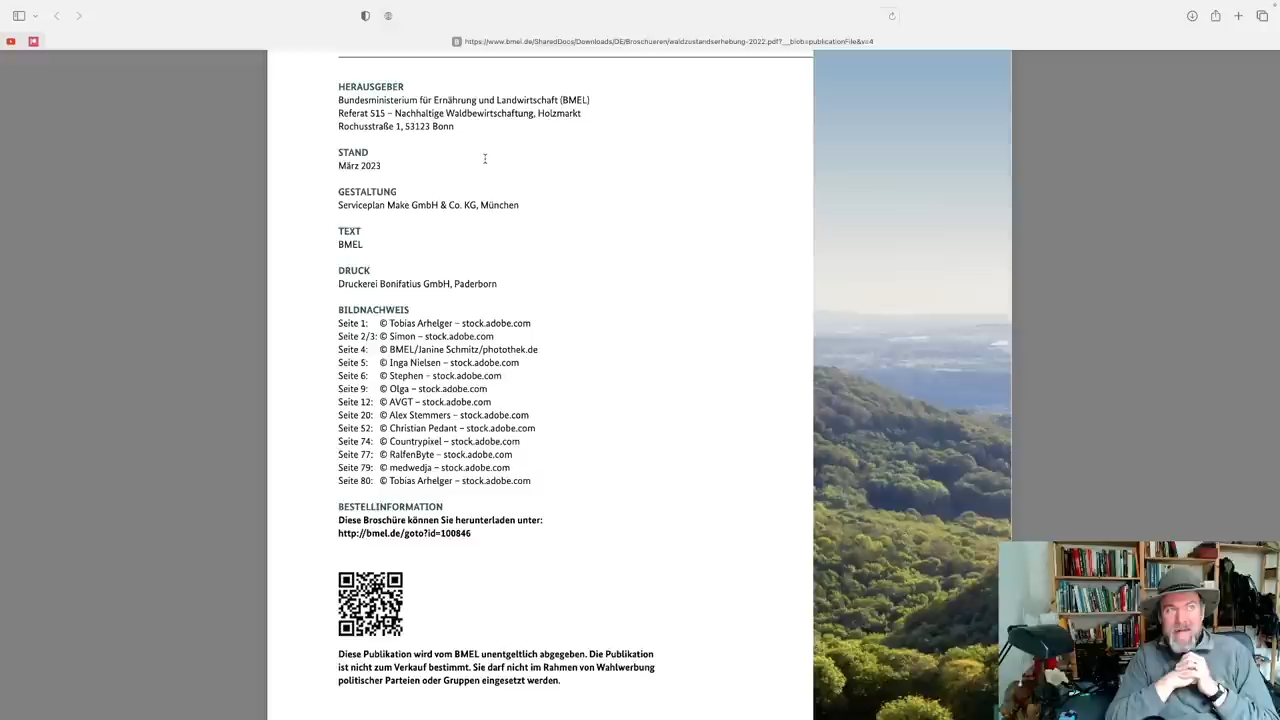 https://www.bmel.de/SharedDocs/Downloads/DE/Broschueren/waldzustandserhebung-2022.pdf?__blob=publicationFile&v=4
HERAUSGEBER
Bundesministerium für Ernährung und Landwirtschaft (BMEL)
Referat 515 – Nachhaltige Waldbewirtschaftung, Holzmarkt
Rochusstraße 1, 53123 Bonn
STAND
März 2023
GESTALTUNG
Serviceplan Make GmbH & Co. KG, München
TEXT
BMEL
DRUCK
Druckerei Bonifatius GmbH, Paderborn
BILDNACHWEIS
Seite 1: © Tobias Arhelger – stock.adobe.com
Seite 2/3: © Simon – stock.adobe.com
Seite 4: © BMEL/Janine Schmitz/photothek.de
Seite 5: © Inga Nielsen – stock.adobe.com
Seite 6: © Stephen – stock.adobe.com
Seite 9: © Olga – stock.adobe.com
Seite 12: © AVGT – stock.adobe.com
Seite 20: © Alex Stemmers – stock.adobe.com
Seite 52: © Christian Pedant – stock.adobe.com
Seite 74: © Countrypixel – stock.adobe.com
Seite 77: © RalfenByte – stock.adobe.com
Seite 79: © medwedja – stock.adobe.com
Seite 80: © Tobias Arhelger – stock.adobe.com
BESTELLINFORMATION
Diese Broschüre können Sie herunterladen unter:
http://bmel.de/goto?id=100846
Diese Publikation wird vom BMEL unentgeltlich abgegeben. Die Publikation
ist nicht zum Verkauf bestimmt. Sie darf nicht im Rahmen von Wahlwerbung
politischer Parteien oder Gruppen eingesetzt werden.